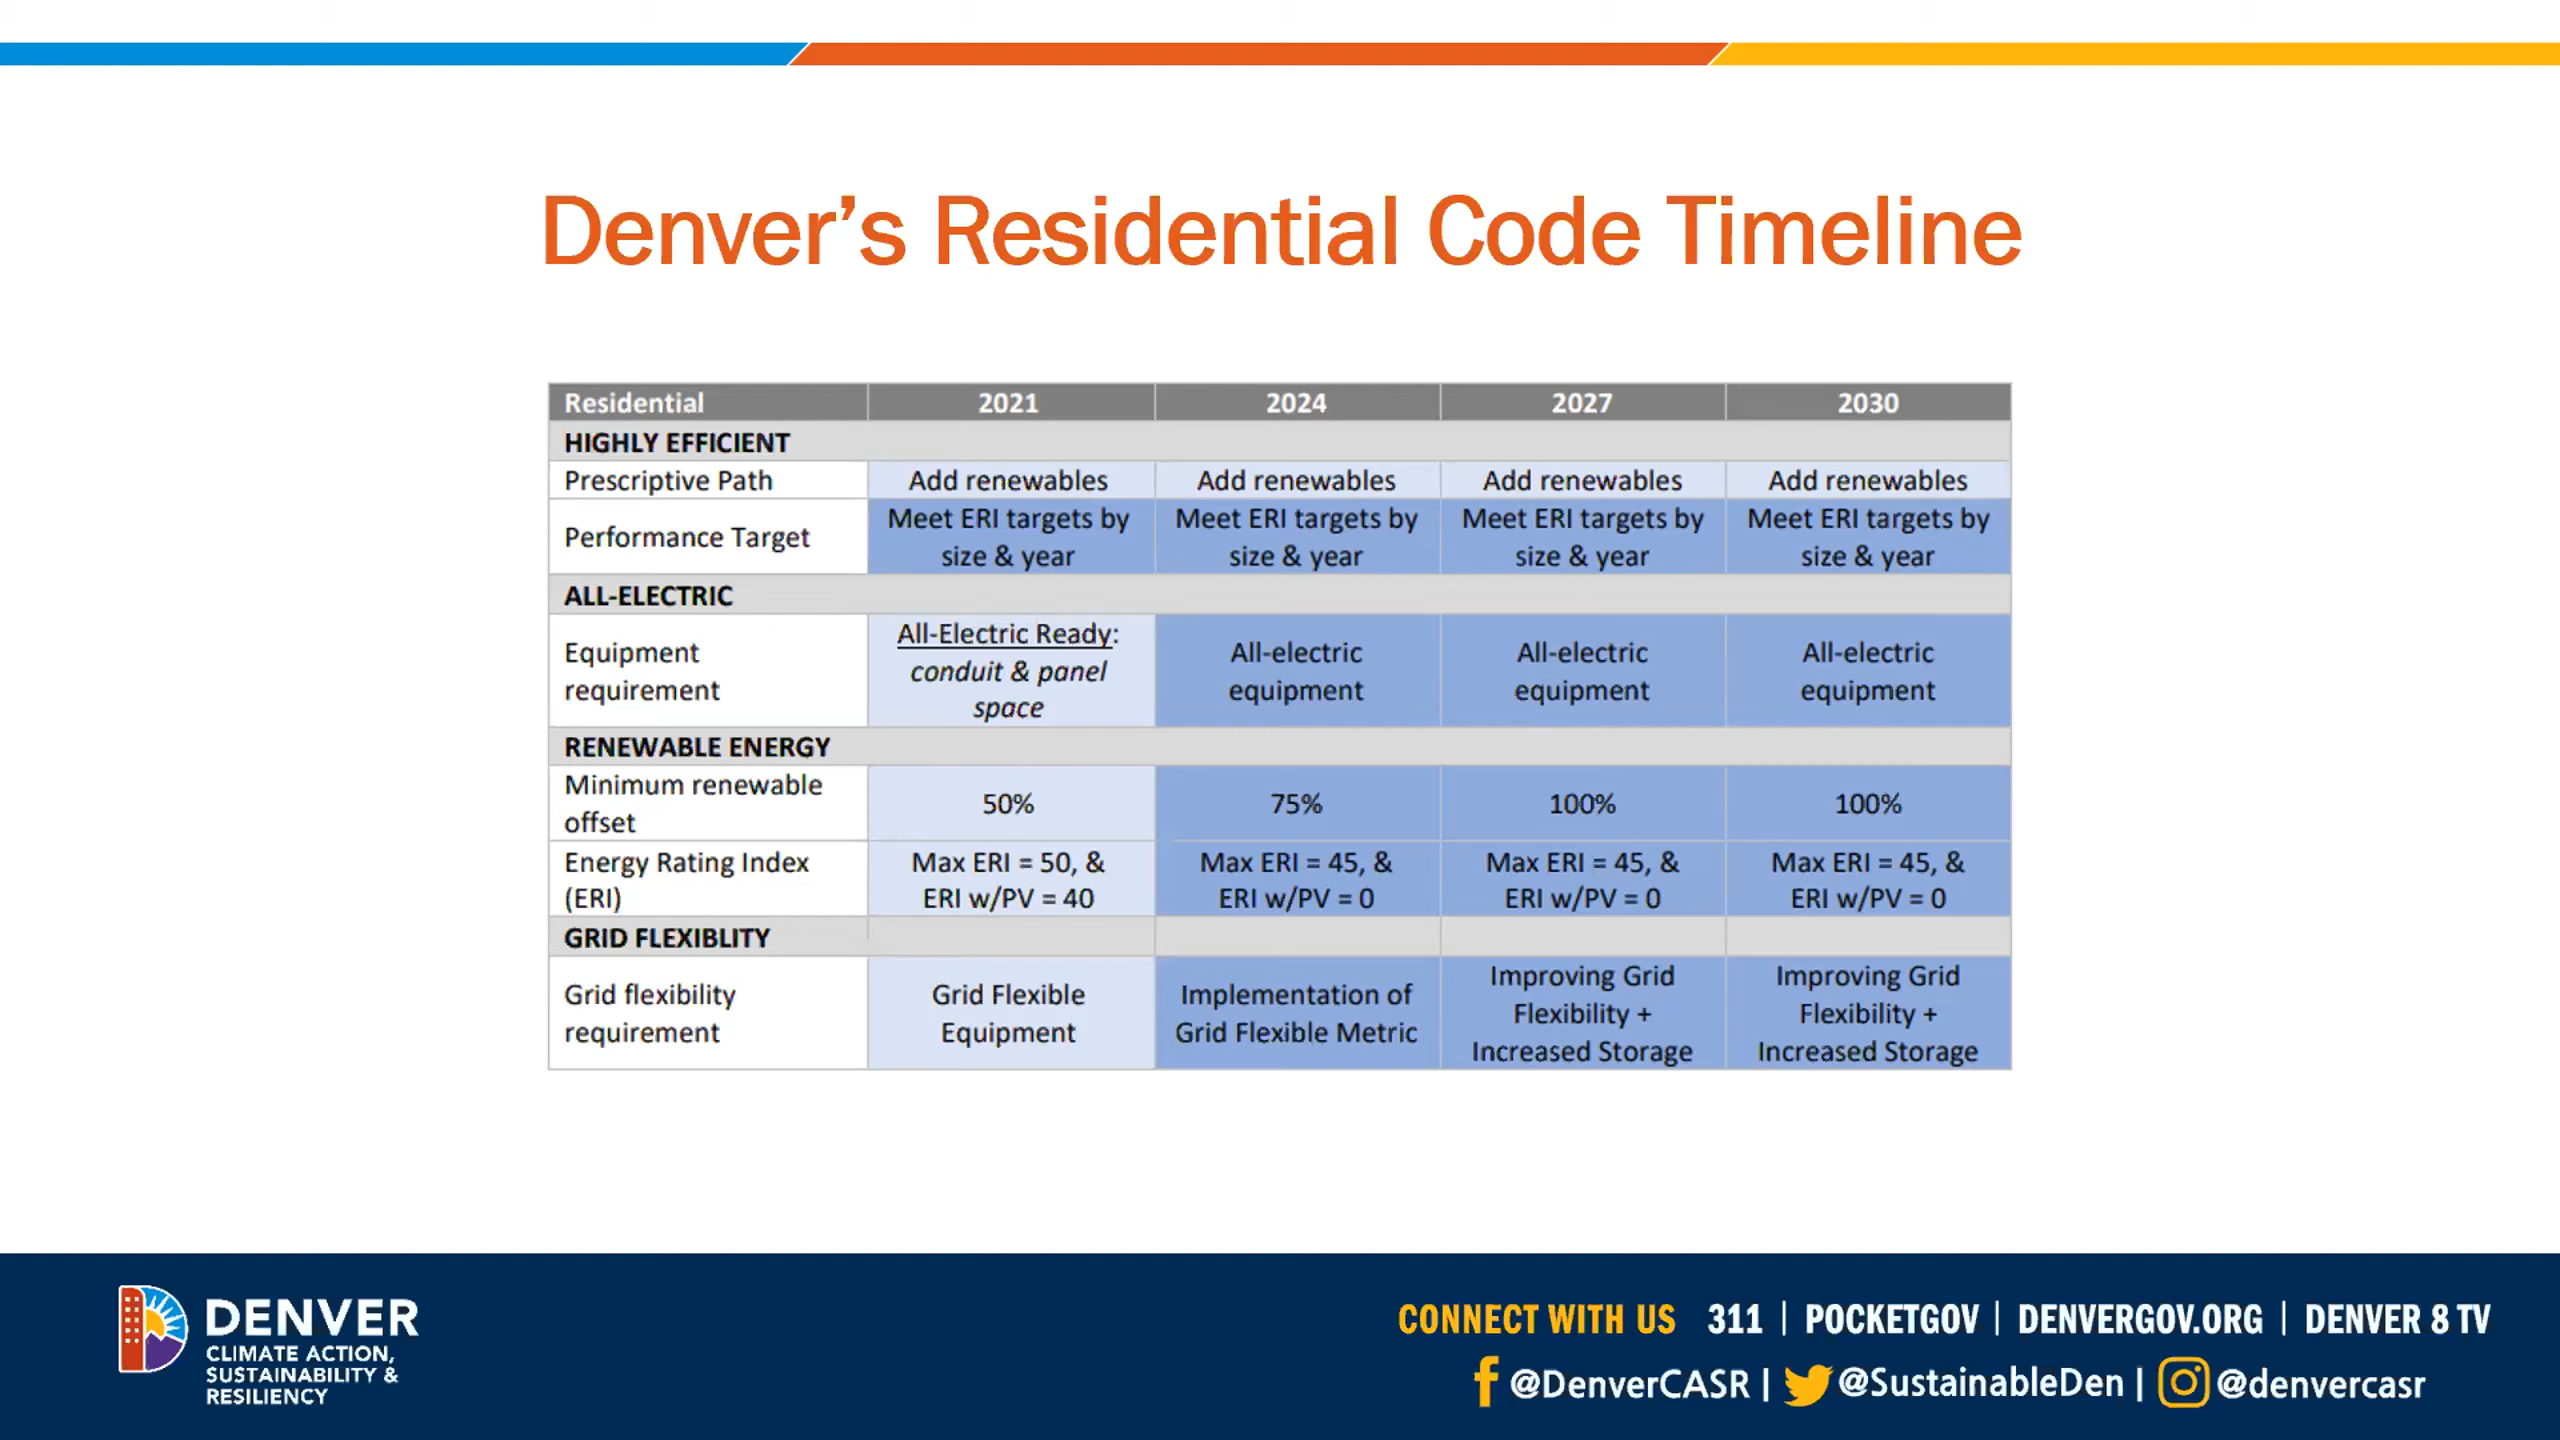 Denver’s Residential Code Timeline
Residential 2021 2024 2027 2030
HIGHLY EFFICIENT
Prescriptive Path Add renewables Add renewables Add renewables Add renewables
Performance Target Meet ERI targets by size & year Meet ERI targets by size & year Meet ERI targets by size & year Meet ERI targets by size & year
ALL-ELECTRIC
Equipment requirement All-Electric Ready: conduit & panel space All-electric equipment All-electric equipment All-electric equipment
RENEWABLE ENERGY
Minimum renewable offset 50% 75% 100% 100%
Energy Rating Index (ERI) Max ERI = 50, & ERI w/PV = 40 Max ERI = 45, & ERI w/PV = 0 Max ERI = 45, & ERI w/PV = 0 Max ERI = 45, & ERI w/PV = 0
GRID FLEXIBLITY
Grid flexibility requirement Grid Flexible Equipment Implementation of Grid Flexible Metric Improving Grid Flexibility + Increased Storage Improving Grid Flexibility + Increased Storage
DENVER
CLIMATE ACTION,
SUSTAINABILITY &
RESILIENCY
CONNECT WITH US 311 | POCKETGOV | DENVERGOV.ORG | DENVER 8 TV
@DenverCASR | @SustainableDen | @denvercasr